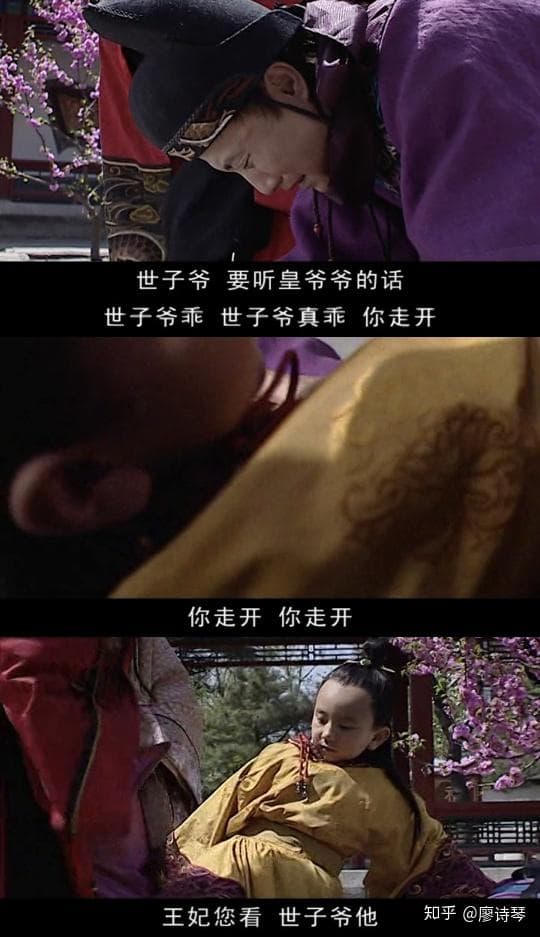 世子爷 要听皇爷爷的话
世子爷乖 世子爷真乖 你走开
你走开 你走开
王妃您看 世子爷他
知乎 @廖诗琴